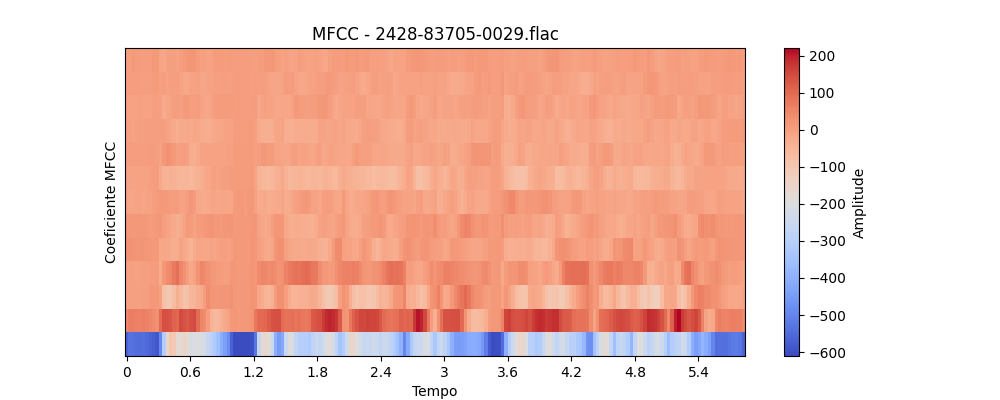 MFCC - 2428-83705-0029.flac
Coeficiente MFCC
0 0.6 1.2 1.8 2.4 3 3.6 4.2 4.8 5.4
Tempo
200
100
0
−100
−200
−300
−400
−500
−600
Amplitude